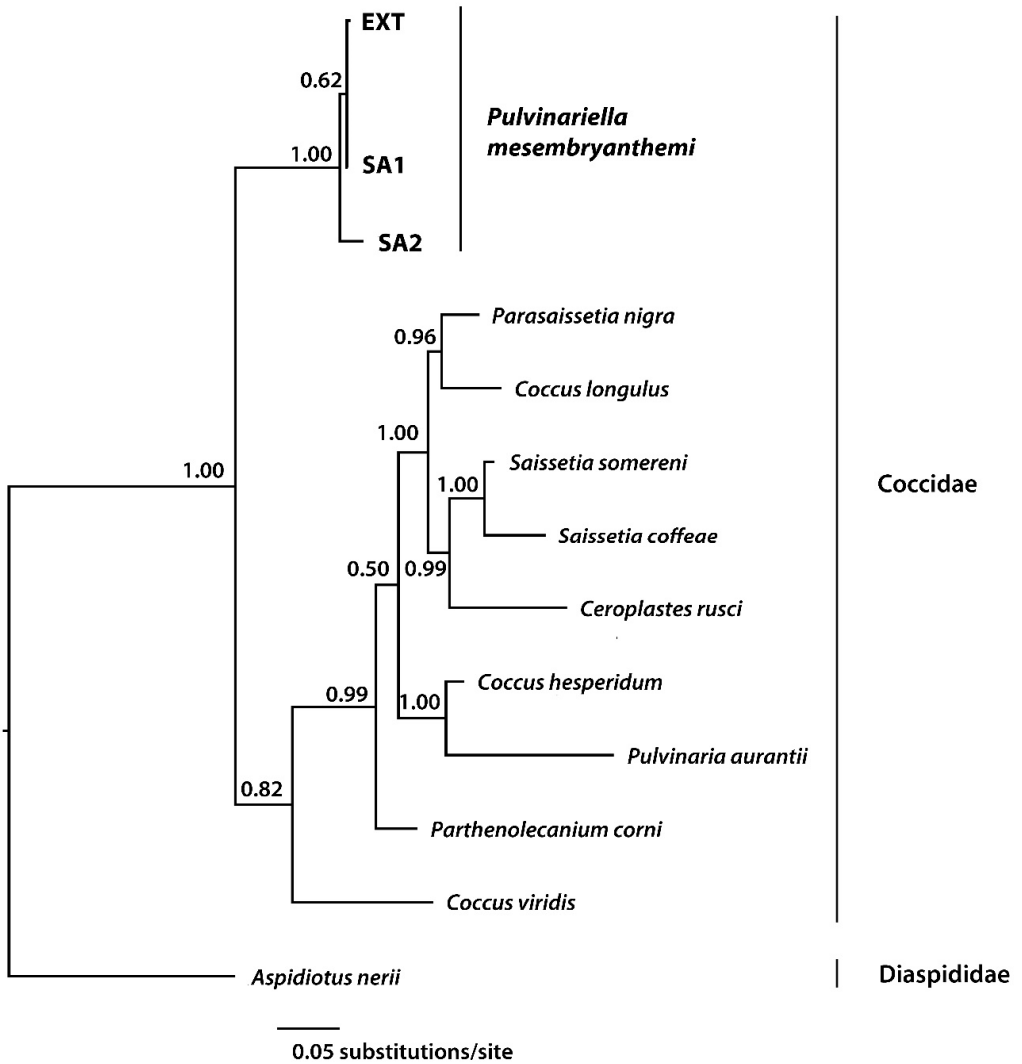 EXT
0.62
Pulvinariella
mesembryanthemi
1.00
SA1
SA2
Parasaissetia nigra
0.96
Coccus longulus
1.00
Saissetia somereni
1.00
1.00
Coccidae
Saissetia coffeae
0.50
0.99
Ceroplastes rusci
Coccus hesperidum
0.99
1.00
Pulvinaria aurantii
0.82
Parthenolecanium corni
Coccus viridis
Aspidiotus nerii
Diaspididae
0.05 substitutions/site